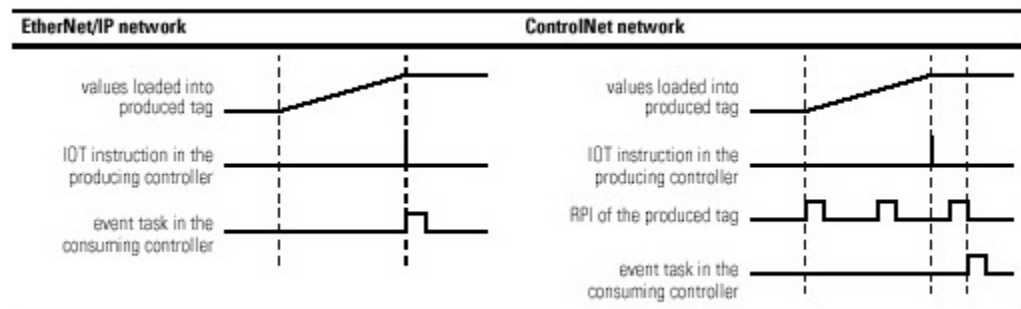 EtherNet/IP network
values loaded into
produced tag
IOT instruction in the
producing controller
event task in the
consuming controller
ControlNet network
values loaded into
produced tag
IOT instruction in the
producing controller
RPI of the produced tag
event task in the
consuming controller